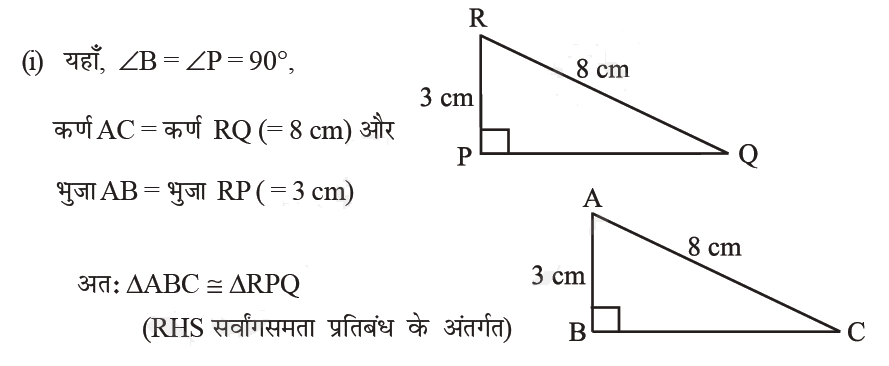 (i) यहाँ, ∠B = ∠P = 90°,
कर्ण AC = कर्ण RQ (= 8 cm) और
भुजा AB = भुजा RP ( = 3 cm)
अत: ΔABC ≅ ΔRPQ
(RHS सर्वांगसमता प्रतिबंध के अंतर्गत)
R
8 cm
3 cm
P
Q
A
8 cm
3 cm
B
C